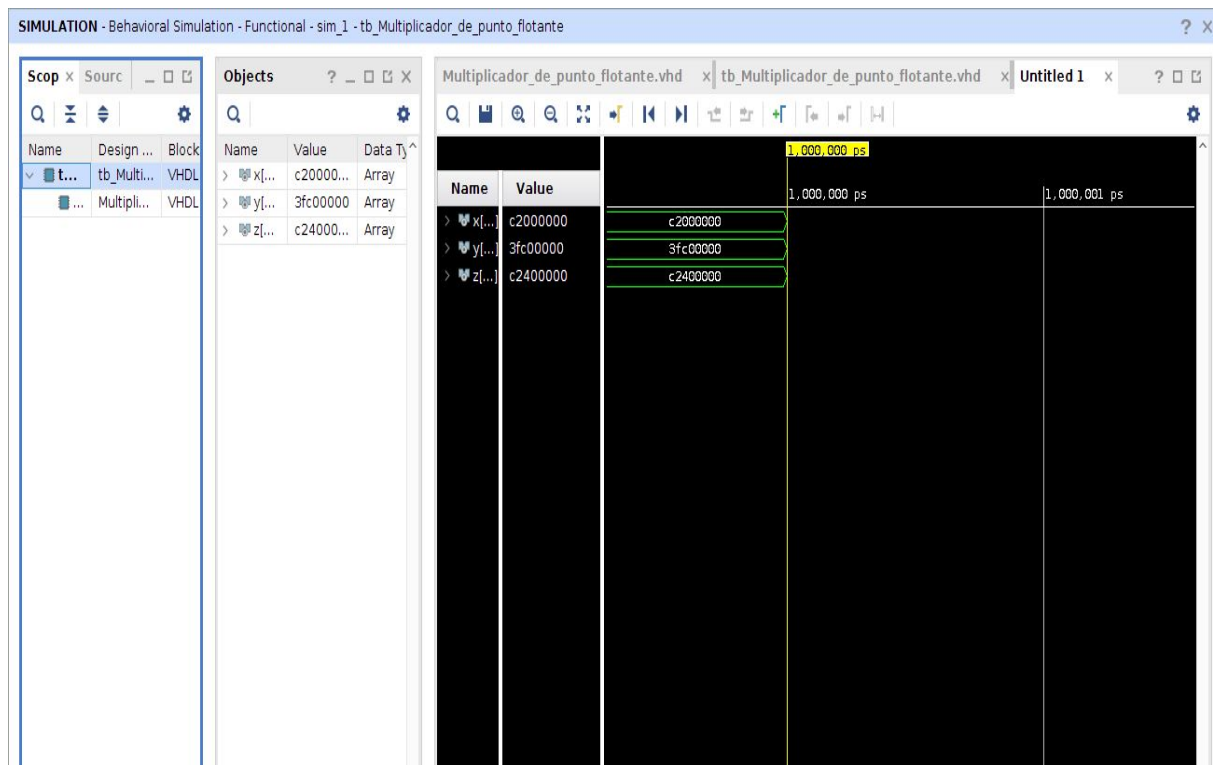 SIMULATION - Behavioral Simulation - Functional - sim_1 - tb_Multiplicador_de_punto_flotante ? X
Scop x Sourc
Objects ? _ X
Multiplicador_de_punto_flotante.vhd x tb_Multiplicador_de_punto_flotante.vhd x Untitled 1 x ?
Name Design ... Block
t... tb_Multi... VHDL
... Multipli... VHDL
Name Value Data Ty
x[... c20000... Array
y[... 3fc00000 Array
z[... c24000... Array
Name Value
x[...] c2000000
y[...] 3fc00000
z[...] c2400000
1,000,000 ps
1,000,000 ps 1,000,001 ps
c2000000
3fc00000
c2400000